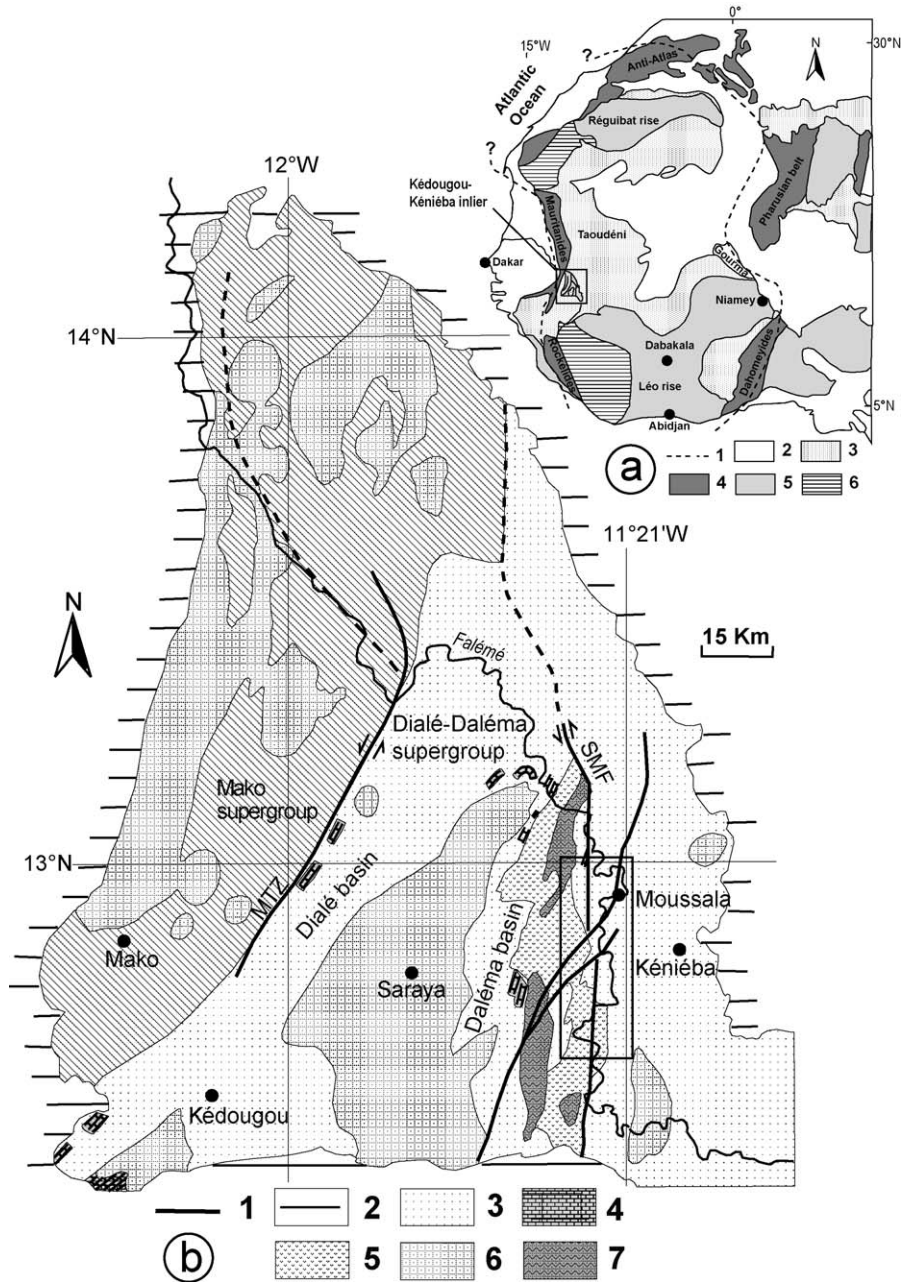 0°
15°W
30°N
N
?
Anti-Atlas
Atlantic
Ocean
Réguibat rise
?
Kédougou-
Kéniéba inlier
Mauritanides
Taoudéni
Pharusian belt
Gourma
Dakar
Niamey
Dabakala
Rockelides
Léo rise
Dahomeyides
Abidjan
5°N
a
1
2
3
4
5
6
12°W
14°N
11°21'W
N
15 Km
Falémé
Dialé-Daléma
supergroup
SMF
Mako
supergroup
13°N
MTZ
Dialé basin
Daléma basin
Moussala
Mako
Saraya
Kéniéba
Kédougou
1
2
3
4
b
5
6
7